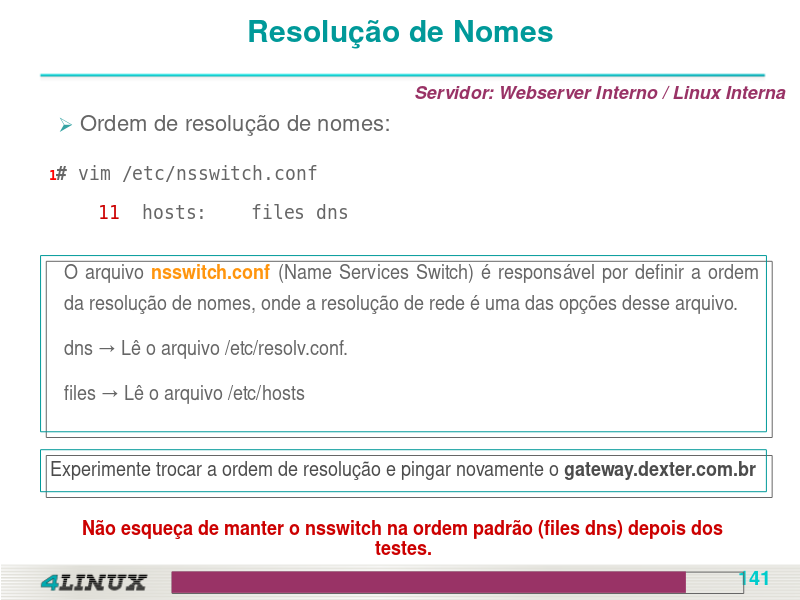 Resolução de Nomes
Servidor: Webserver Interno / Linux Interna
➢ Ordem de resolução de nomes:
1# vim /etc/nsswitch.conf
11 hosts: files dns
O arquivo nsswitch.conf (Name Services Switch) é responsável por definir a ordem
da resolução de nomes, onde a resolução de rede é uma das opções desse arquivo.
dns → Lê o arquivo /etc/resolv.conf.
files → Lê o arquivo /etc/hosts
Experimente trocar a ordem de resolução e pingar novamente o gateway.dexter.com.br
Não esqueça de manter o nsswitch na ordem padrão (files dns) depois dos
testes.
4LINUX
141